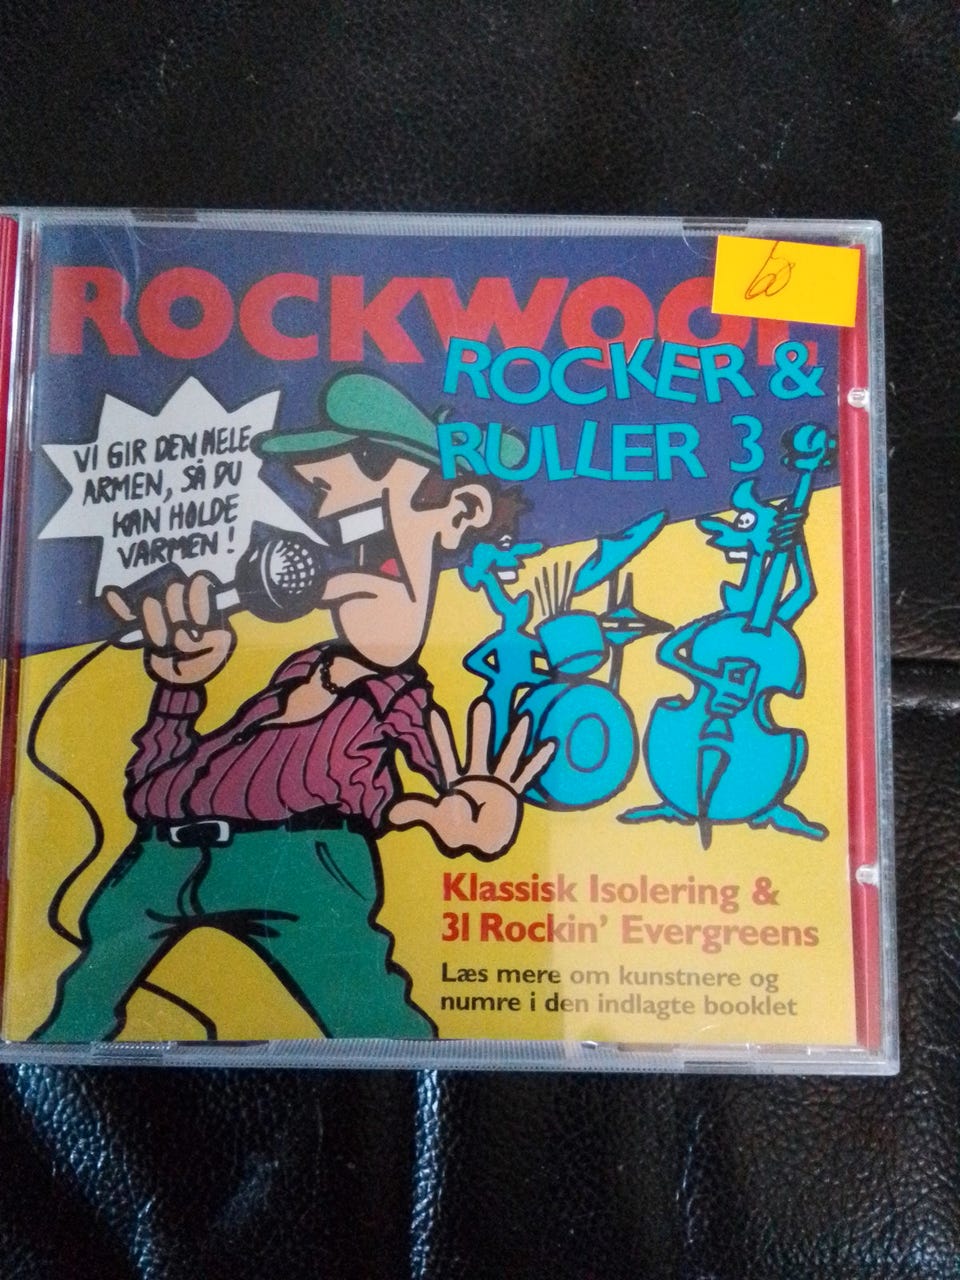 ROCKWOOL
ROCKER &
RULLER 3
VI GIR DEN HELE
ARMEN, SÅ DU
KAN HOLDE
VARMEN!
Klassisk Isolering &
31 Rockin' Evergreens
Læs mere om kunstnere og
numre i den indlagte booklet